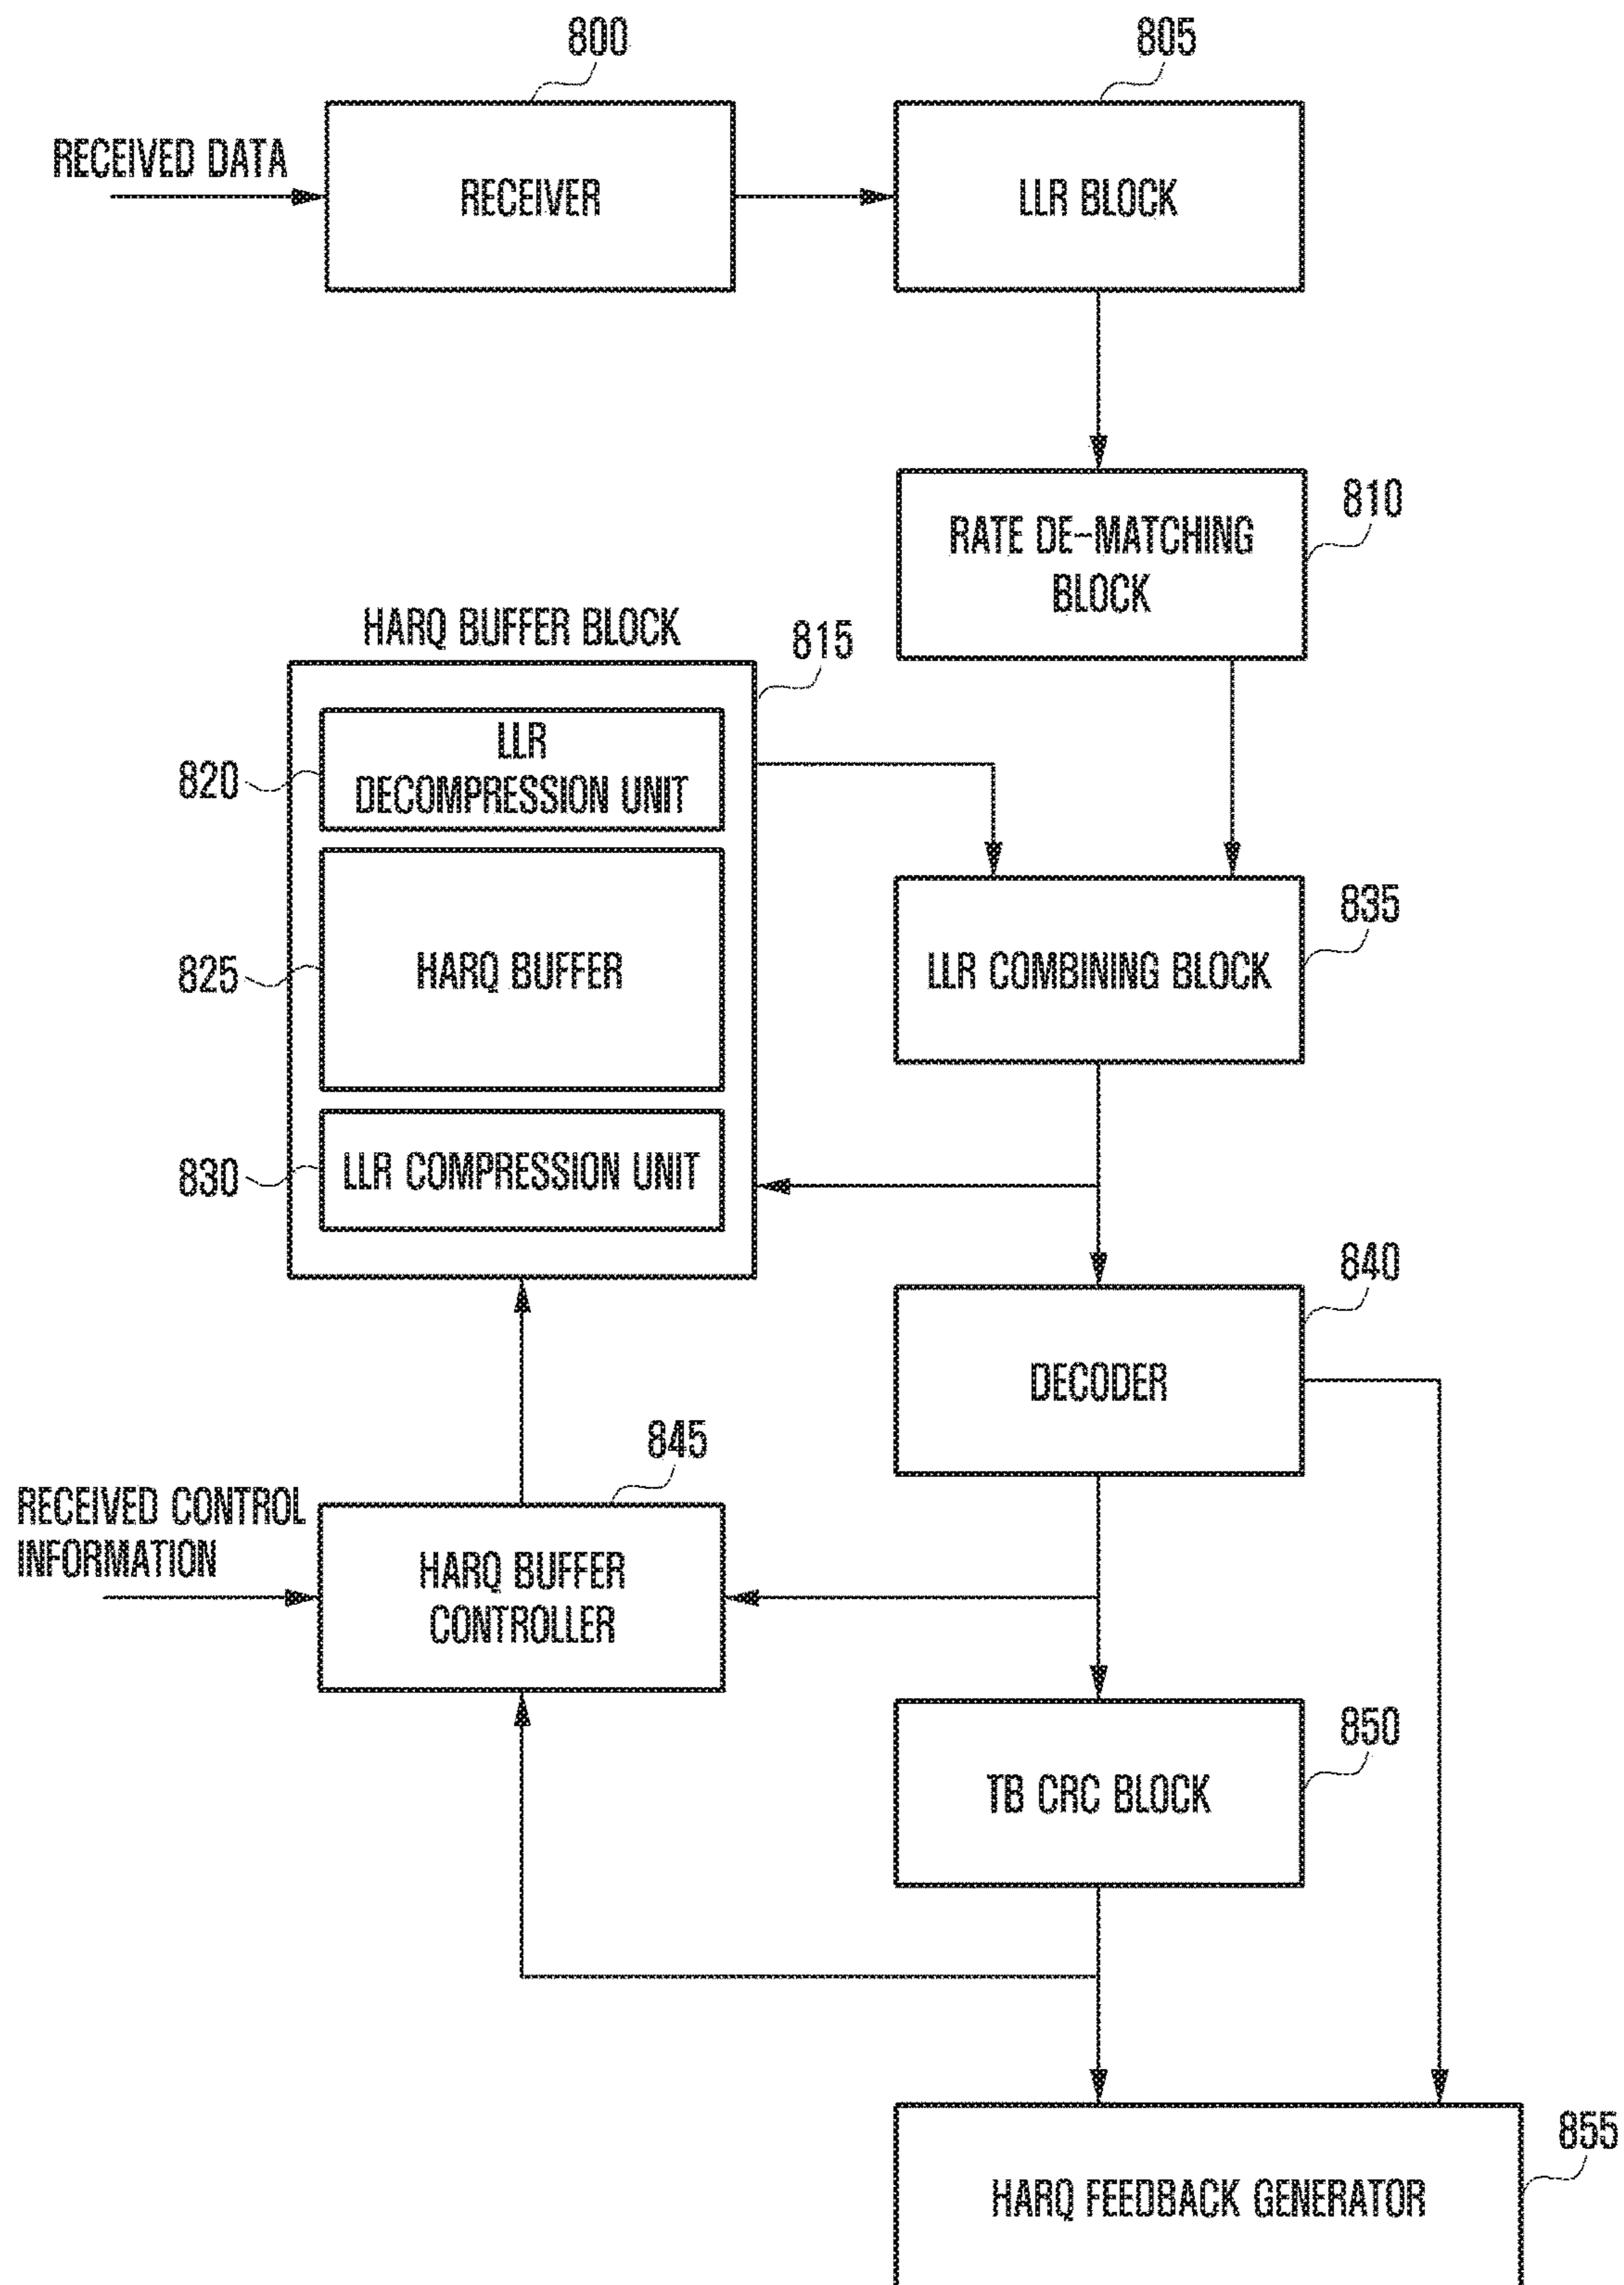 800
805
RECEIVED DATA
RECEIVER
LLR BLOCK
810
RATE DE-MATCHING
BLOCK
HARQ BUFFER BLOCK
815
LLR
DECOMPRESSION UNIT
820
835
825
HARQ BUFFER
LLR COMBINING BLOCK
830
LLR COMPRESSION UNIT
840
DECODER
845
RECEIVED CONTROL
INFORMATION
HARQ BUFFER
CONTROLLER
850
TB CRC BLOCK
855
HARQ FEEDBACK GENERATOR